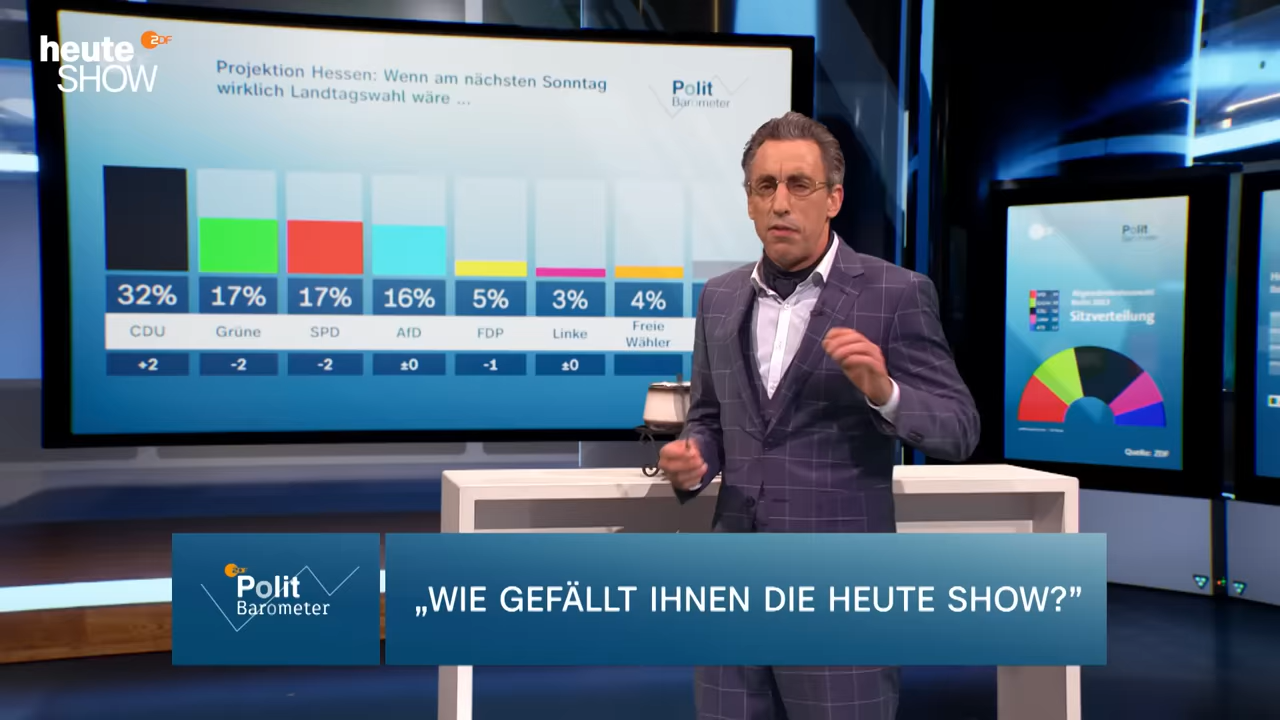 heute ZDF
SHOW
Projektion Hessen: Wenn am nächsten Sonntag
wirklich Landtagswahl wäre ...
Polit
Barometer
32% 17% 17% 16% 5% 3% 4%
CDU Grüne SPD AfD FDP Linke Freie
Wähler
+2 -2 -2 ±0 -1 ±0
Polit
Barometer
Sitzverteilung
Quelle: ZDF
ZDF
Polit
Barometer
„WIE GEFÄLLT IHNEN DIE HEUTE SHOW?”